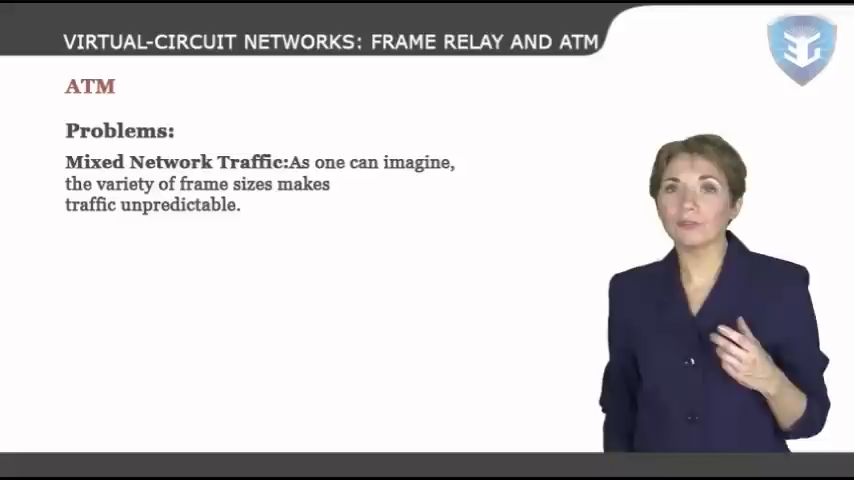 VIRTUAL-CIRCUIT NETWORKS: FRAME RELAY AND ATM
ATM
Problems:
Mixed Network Traffic:As one can imagine,
the variety of frame sizes makes
traffic unpredictable.